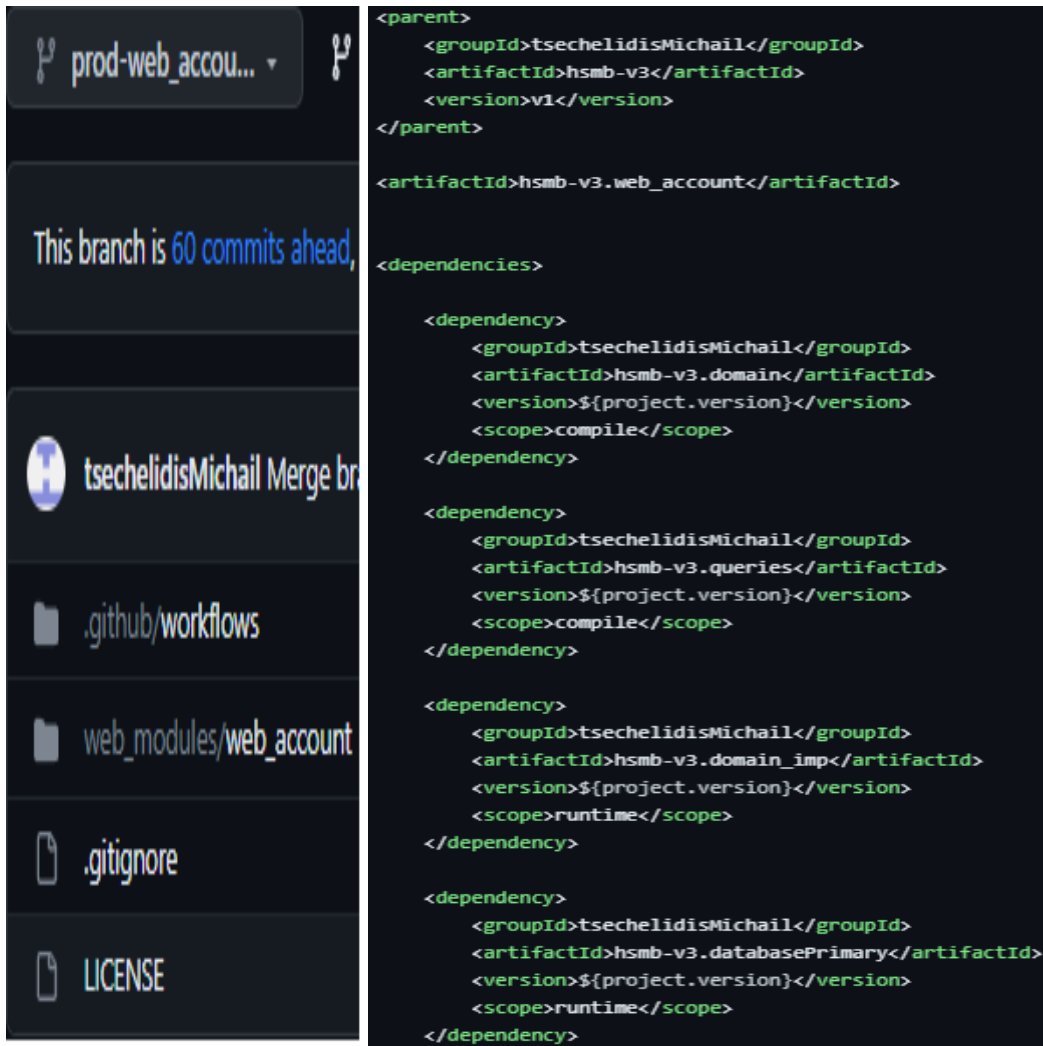 prod-web_accou...
This branch is 60 commits ahead,
tsechelidisMichail Merge bra
.github/workflows
web_modules/web_account
.gitignore
LICENSE
<parent>
<groupId>tsechelidisMichail</groupId>
<artifactId>hsmb-v3</artifactId>
<version>v1</version>
</parent>
<artifactId>hsmb-v3.web_account</artifactId>
<dependencies>
<dependency>
<groupId>tsechelidisMichail</groupId>
<artifactId>hsmb-v3.domain</artifactId>
<version>${project.version}</version>
<scope>compile</scope>
</dependency>
<dependency>
<groupId>tsechelidisMichail</groupId>
<artifactId>hsmb-v3.queries</artifactId>
<version>${project.version}</version>
<scope>compile</scope>
</dependency>
<dependency>
<groupId>tsechelidisMichail</groupId>
<artifactId>hsmb-v3.domain_imp</artifactId>
<version>${project.version}</version>
<scope>runtime</scope>
</dependency>
<dependency>
<groupId>tsechelidisMichail</groupId>
<artifactId>hsmb-v3.databasePrimary</artifactId>
<version>${project.version}</version>
<scope>runtime</scope>
</dependency>